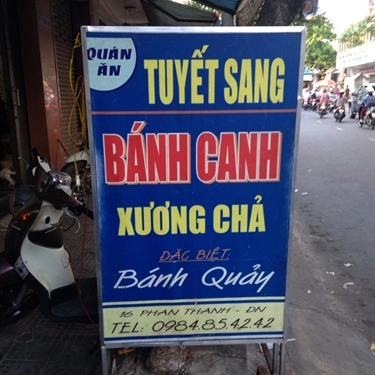 QUÁN
ĂN
TUYẾT SANG
BÁNH CANH
XƯƠNG CHẢ
ĐẶC BIỆT:
Bánh Quảy
16 PHAN THANH - ĐN
TEL: 0984.85.42.42